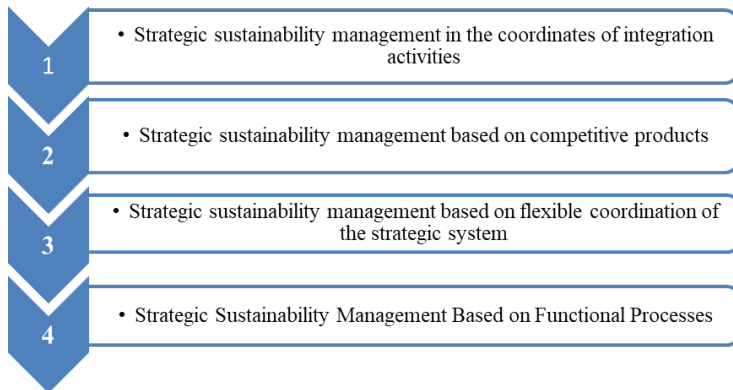 1
• Strategic sustainability management in the coordinates of integration
activities
2
• Strategic sustainability management based on competitive products
3
• Strategic sustainability management based on flexible coordination of
the strategic system
4
• Strategic Sustainability Management Based on Functional Processes